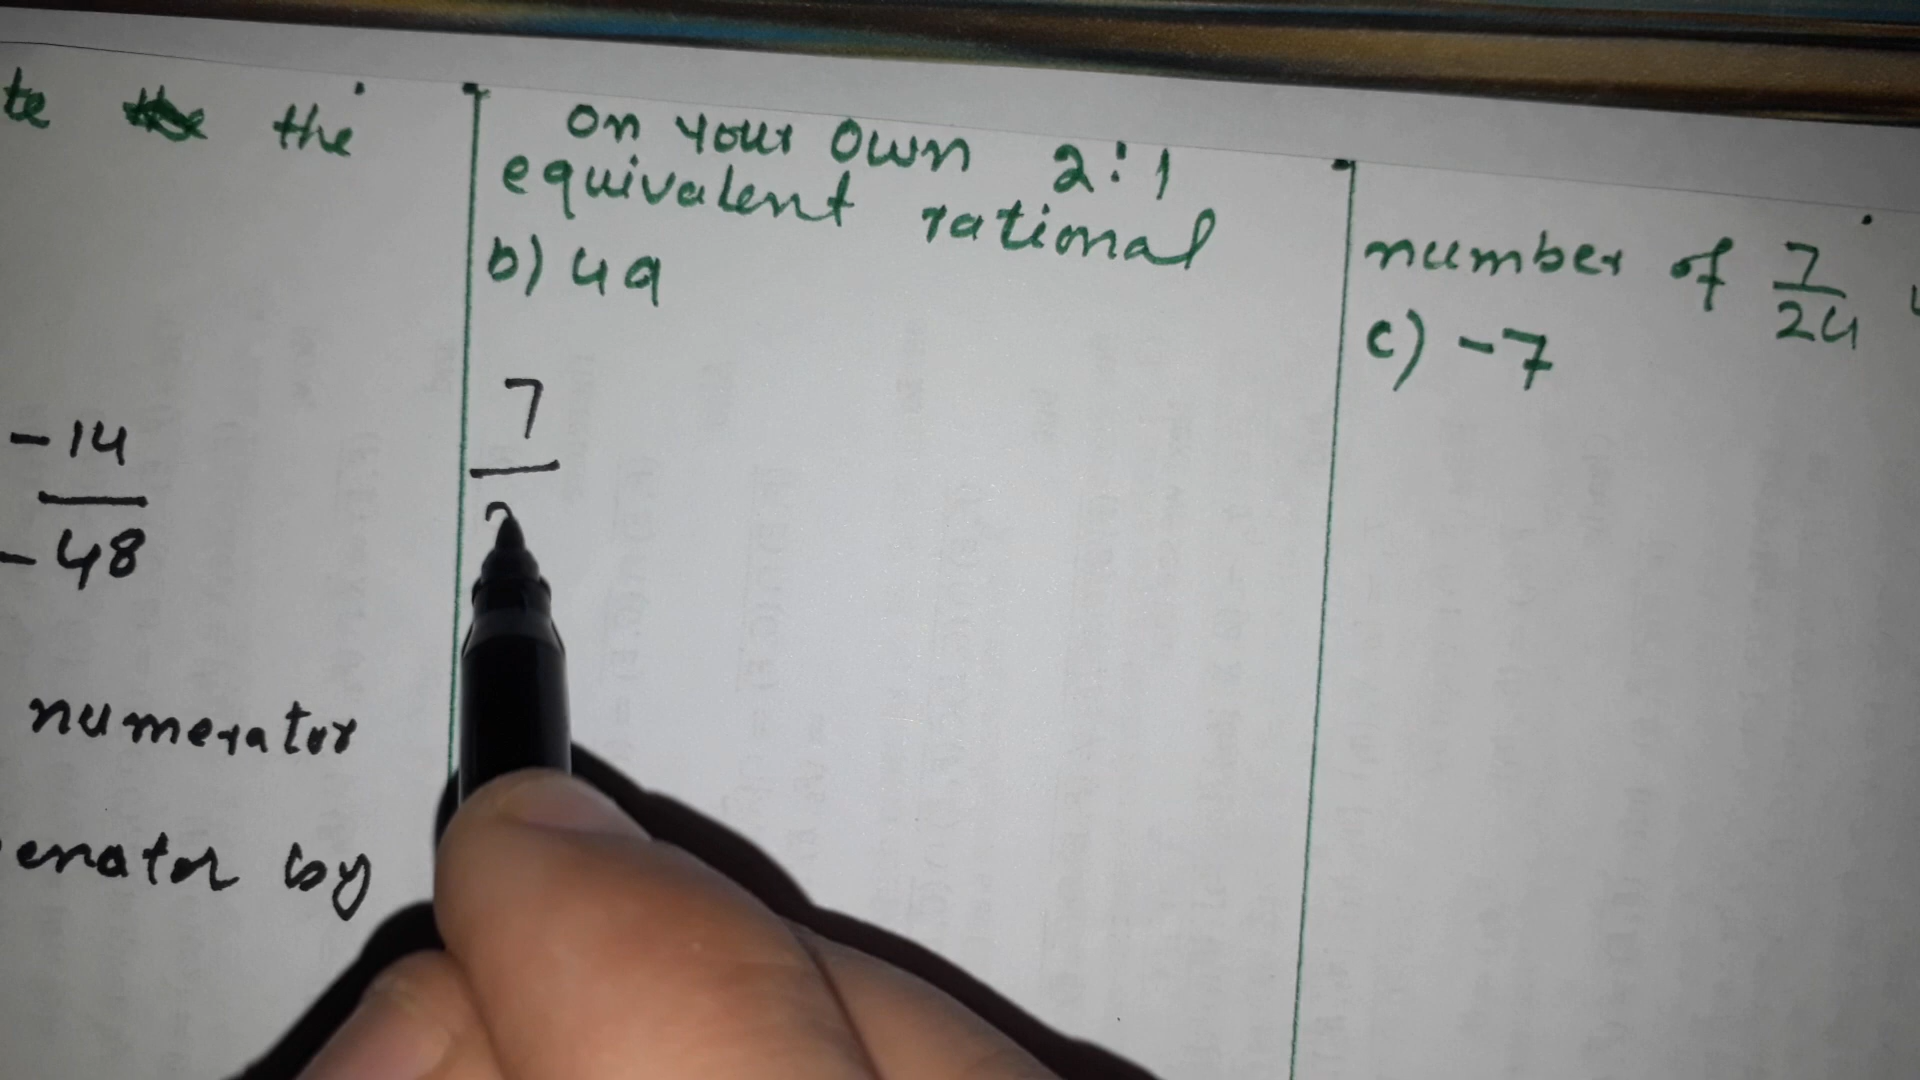 te the
on your own 2:1
equivalent rational
number of 7/24
b) 49
c) -7
-14
-48
7
2
numerator
enator by